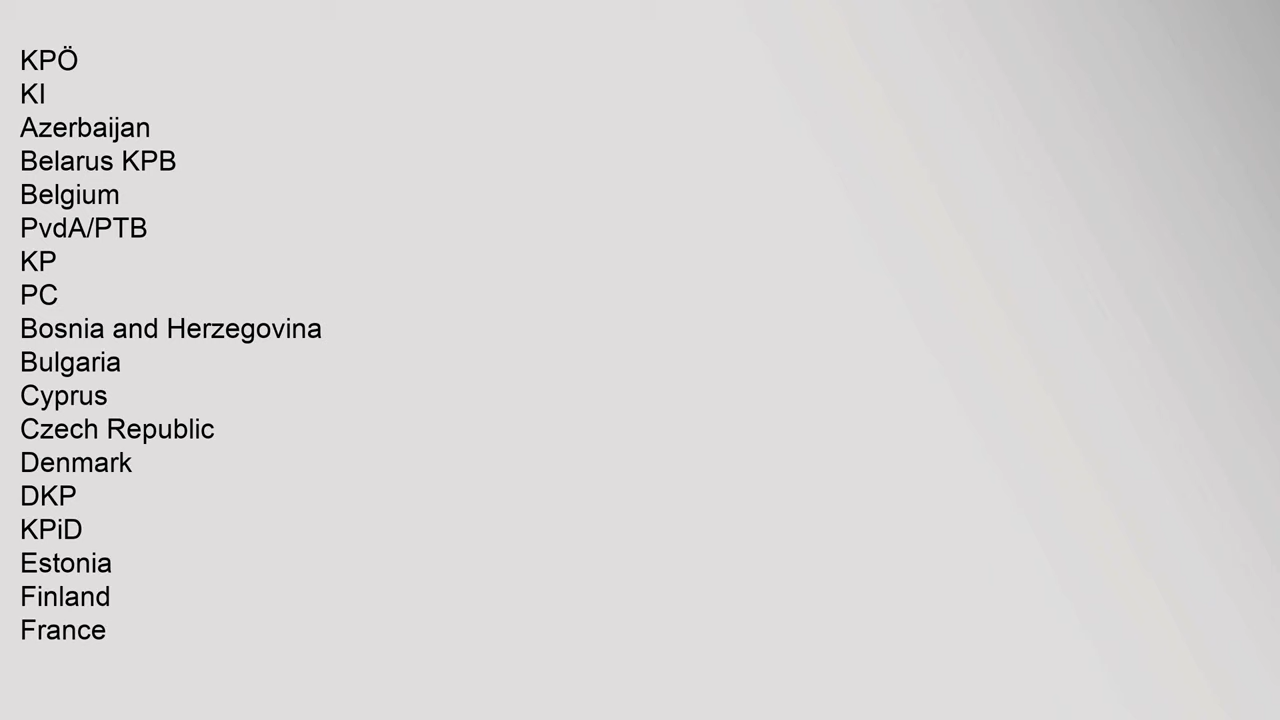 KPÖ
KI
Azerbaijan
Belarus KPB
Belgium
PvdA/PTB
KP
PC
Bosnia and Herzegovina
Bulgaria
Cyprus
Czech Republic
Denmark
DKP
KPiD
Estonia
Finland
France